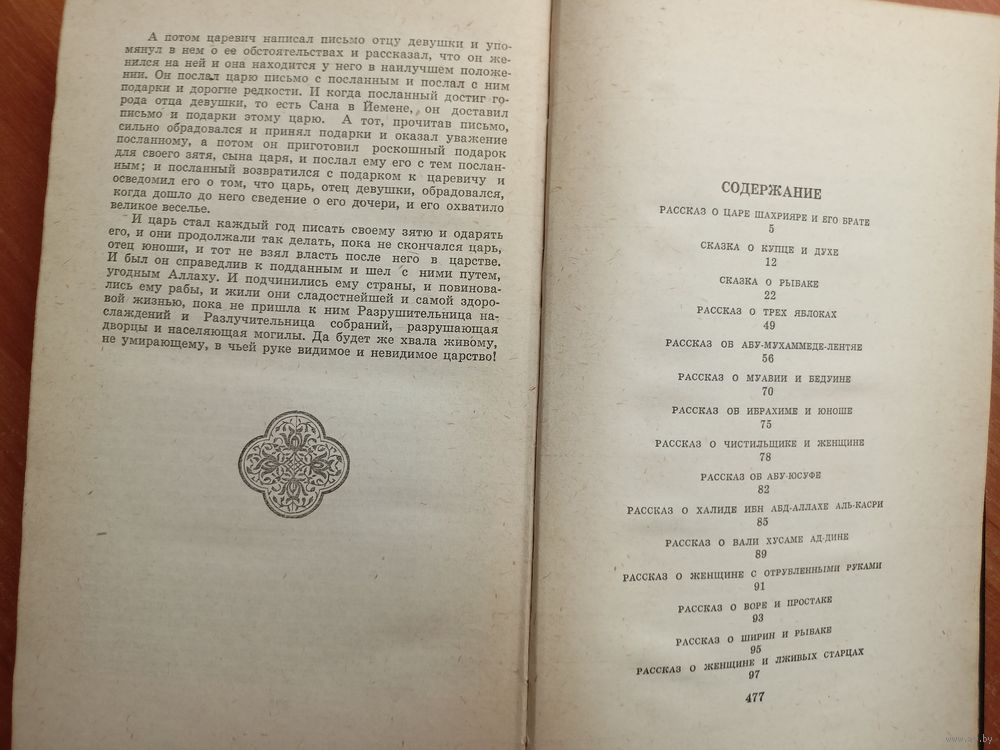 А потом царевич написал письмо отцу девушки и упо-
мянул в нем о ее обстоятельствах и рассказал, что он же-
нился на ней и она находится у него в наилучшем положе-
нии. Он послал царю письмо с посланным и послал с ним
подарки и дорогие редкости. И когда посланный достиг го-
рода отца девушки, то есть Сана в Йемене, он доставил
письмо и подарки этому царю. А тот, прочитав письмо,
сильно обрадовался и принял подарки и оказал уважение
посланному, а потом он приготовил роскошный подарок
для своего зятя, сына царя, и послал ему его с тем послан-
ным; и посланный возвратился с подарком к царевичу и
осведомил его о том, что царь, отец девушки, обрадовался,
когда дошло до него сведение о его дочери, и его охватило
великое веселье.
И царь стал каждый год писать своему зятю и одарять
его, и они продолжали так делать, пока не скончался царь,
отец юноши, и тот не взял власть после него в царстве.
И был он справедлив к подданным и шел с ними путем,
угодным Аллаху. И подчинились ему страны, и повинова-
лись ему рабы, и жили они сладостнейшей и самой здоро-
вой жизнью, пока не пришла к ним Разрушительница на-
слаждений и Разлучительница собраний, разрушающая
дворцы и населяющая могилы. Да будет же хвала живому,
не умирающему, в чьей руке видимое и невидимое царство!
СОДЕРЖАНИЕ
РАССКАЗ О ЦАРЕ ШАХРИЯРЕ И ЕГО БРАТЕ
5
СКАЗКА О КУПЦЕ И ДУХЕ
12
СКАЗКА О РЫБАКЕ
22
РАССКАЗ О ТРЕХ ЯБЛОКАХ
49
РАССКАЗ ОБ АБУ-МУХАММЕДЕ-ЛЕНТЯЕ
56
РАССКАЗ О МУАВИИ И БЕДУИНЕ
70
РАССКАЗ ОБ ИБРАХИМЕ И ЮНОШЕ
75
РАССКАЗ О ЧИСТИЛЬЩИКЕ И ЖЕНЩИНЕ
78
РАССКАЗ ОБ АБУ-ЮСУФЕ
82
РАССКАЗ О ХАЛИДЕ ИБН АБД-АЛЛАХЕ АЛЬ-КАСРИ
85
РАССКАЗ О ВАЛИ ХУСАМЕ АД-ДИНЕ
89
РАССКАЗ О ЖЕНЩИНЕ С ОТРУБЛЕННЫМИ РУКАМИ
91
РАССКАЗ О ВОРЕ И ПРОСТАКЕ
93
РАССКАЗ О ШИРИН И РЫБАКЕ
95
РАССКАЗ О ЖЕНЩИНЕ И ЛЖИВЫХ СТАРЦАХ
97
477